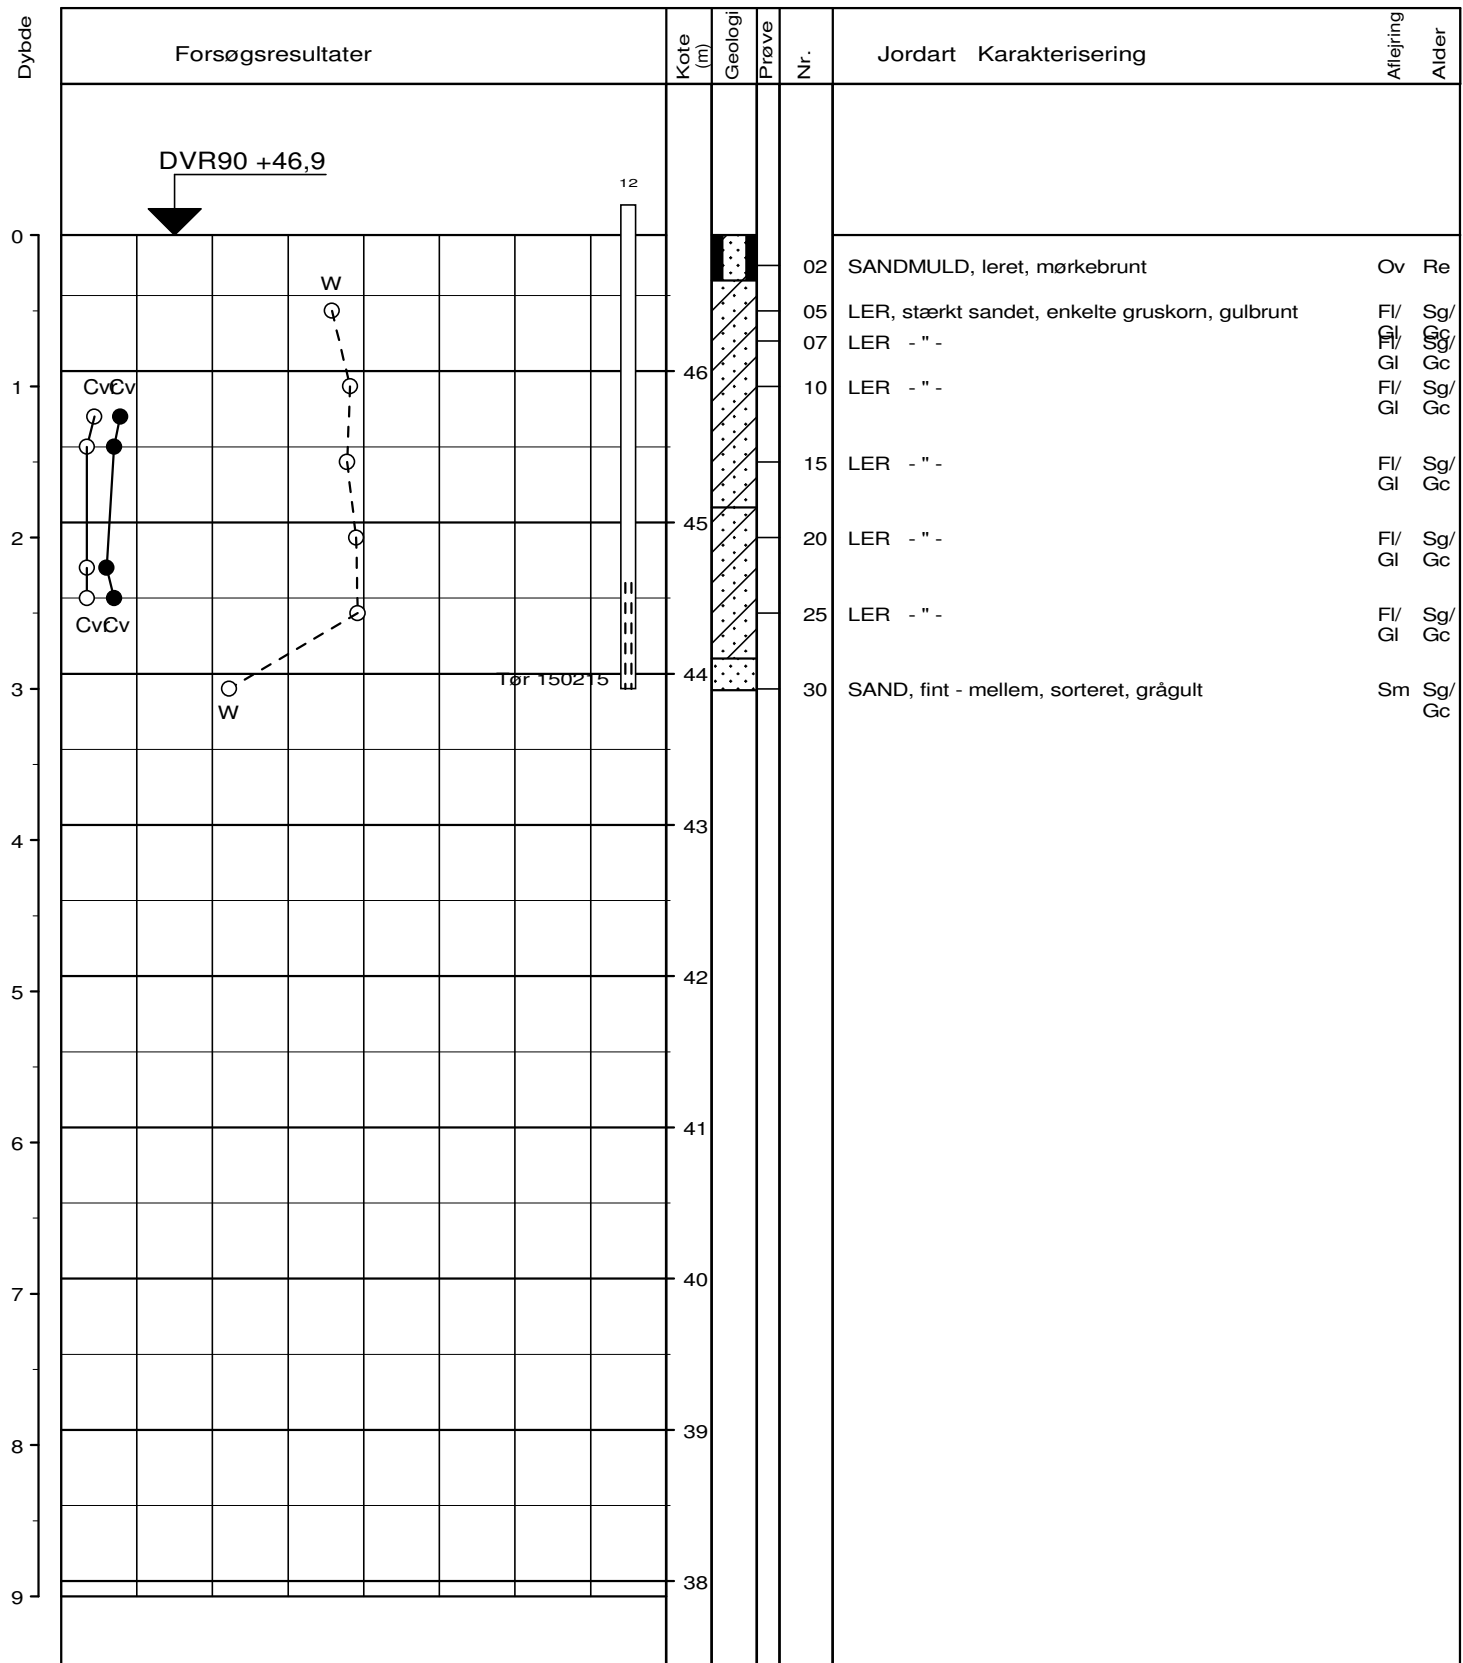 Dybde Forsøgsresultater Kote (m) Geologi Prøve Nr. Jordart Karakterisering Aflejring Alder
DVR90 +46,9
12
0
02 SANDMULD, leret, mørkebrunt Ov Re
W
05 LER, stærkt sandet, enkelte gruskorn, gulbrunt Fl/ Sg/
Gl Gc
07 LER - " - Fl/ Sg/
Gl Gc
46
1 Cvr Cv 10 LER - " - Fl/ Sg/
Gl Gc
15 LER - " - Fl/ Sg/
Gl Gc
45
2 20 LER - " - Fl/ Sg/
Gl Gc
Cvr Cv 25 LER - " - Fl/ Sg/
Gl Gc
Tør 150215 44
3 30 SAND, fint - mellem, sorteret, grågult Sm Sg/
W Gc
43
4
42
5
41
6
40
7
39
8
38
9